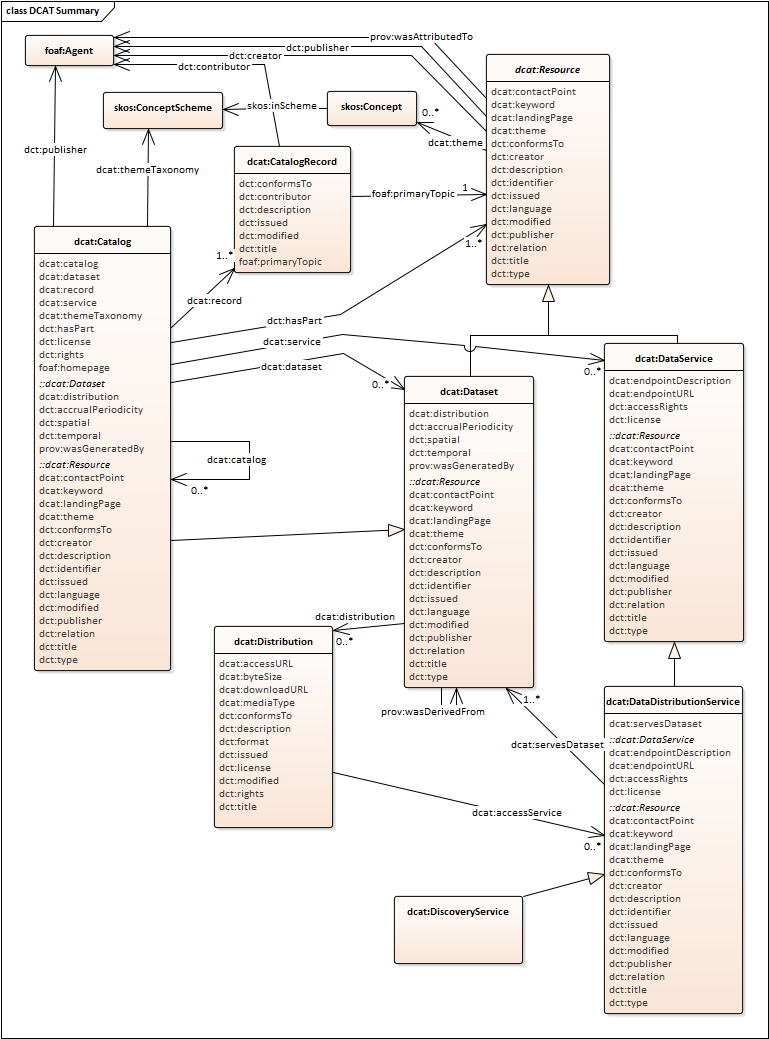 class DCAT Summary
foaf:Agent
prov:wasAttributedTo
dct:publisher
dct:creator
dct:contributor
dcat:Resource
dcat:contactPoint
dcat:keyword
dcat:landingPage
dcat:theme
dct:conformsTo
dct:creator
dct:description
dct:identifier
dct:issued
dct:language
dct:modified
dct:publisher
dct:relation
dct:title
dct:type
skos:ConceptScheme
skos:inScheme
skos:Concept
0..*
dcat:theme
dct:publisher
dcat:themeTaxonomy
dcat:CatalogRecord
dct:conformsTo
dct:contributor
dct:description
dct:issued
dct:modified
dct:title
foaf:primaryTopic
foaf:primaryTopic
1
1..*
1..*
dcat:record
dct:hasPart
dcat:service
dcat:dataset
0..*
0..*
dcat:Catalog
dcat:catalog
dcat:dataset
dcat:record
dcat:service
dcat:themeTaxonomy
dct:hasPart
dct:license
dct:rights
foaf:homepage
::dcat:Dataset
dcat:distribution
dct:accrualPeriodicity
dct:spatial
dct:temporal
prov:wasGeneratedBy
::dcat:Resource
dcat:contactPoint
dcat:keyword
dcat:landingPage
dcat:theme
dct:conformsTo
dct:creator
dct:description
dct:identifier
dct:issued
dct:language
dct:modified
dct:publisher
dct:relation
dct:title
dct:type
dcat:catalog
0..*
dcat:Dataset
dcat:distribution
dct:accrualPeriodicity
dct:spatial
dct:temporal
prov:wasGeneratedBy
::dcat:Resource
dcat:contactPoint
dcat:keyword
dcat:landingPage
dcat:theme
dct:conformsTo
dct:creator
dct:description
dct:identifier
dct:issued
dct:language
dct:modified
dct:publisher
dct:relation
dct:title
dct:type
dcat:DataService
dcat:endpointDescription
dcat:endpointURL
dct:accessRights
dct:license
::dcat:Resource
dcat:contactPoint
dcat:keyword
dcat:landingPage
dcat:theme
dct:conformsTo
dct:creator
dct:description
dct:identifier
dct:issued
dct:language
dct:modified
dct:publisher
dct:relation
dct:title
dct:type
dcat:distribution
0..*
dcat:Distribution
dcat:accessURL
dcat:byteSize
dcat:downloadURL
dcat:mediaType
dct:conformsTo
dct:description
dct:format
dct:issued
dct:license
dct:modified
dct:rights
dct:title
prov:wasDerivedFrom
1..*
dcat:servesDataset
dcat:accessService
0..*
dcat:DataDistributionService
dcat:servesDataset
::dcat:DataService
dcat:endpointDescription
dcat:endpointURL
dct:accessRights
dct:license
::dcat:Resource
dcat:contactPoint
dcat:keyword
dcat:landingPage
dcat:theme
dct:conformsTo
dct:creator
dct:description
dct:identifier
dct:issued
dct:language
dct:modified
dct:publisher
dct:relation
dct:title
dct:type
dcat:DiscoveryService